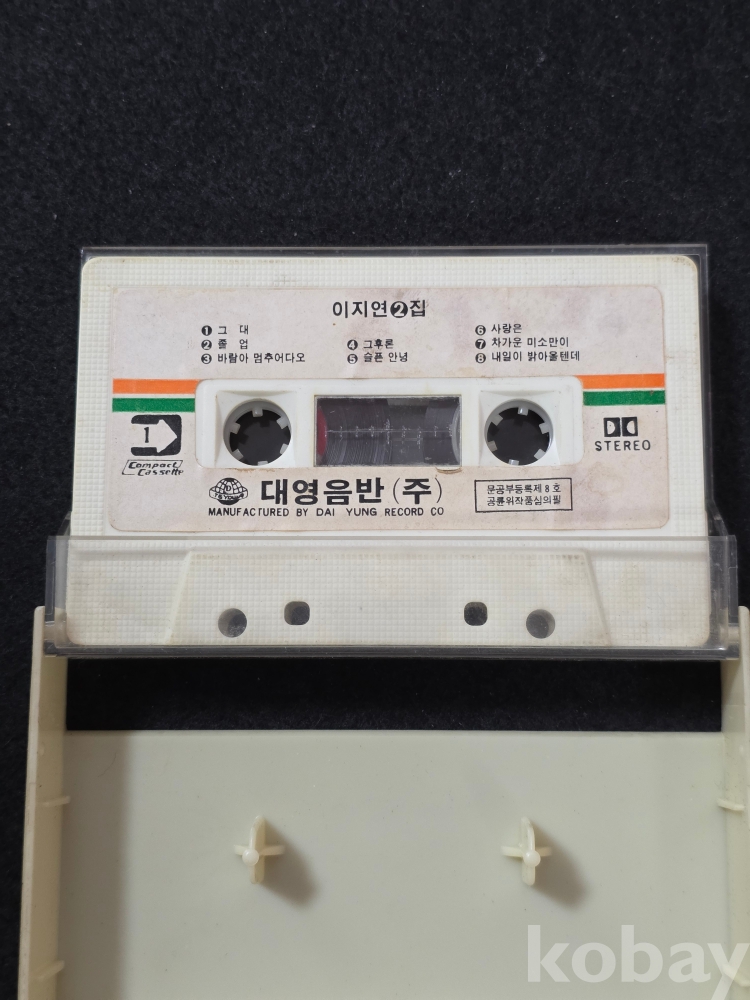 이지연❷집
❶ 그 대
❷ 졸 업
❸ 바람아 멈추어다오
❹ 그후론
❺ 슬픈 안녕
❻ 사랑은
❼ 차가운 미소만이
❽ 내일이 밝아올텐데
1
Compact
Cassette
STEREO
대영음반(주)
MANUFACTURED BY DAI YUNG RECORD CO
문공부등록제8호
공륜위작품심의필
kobay